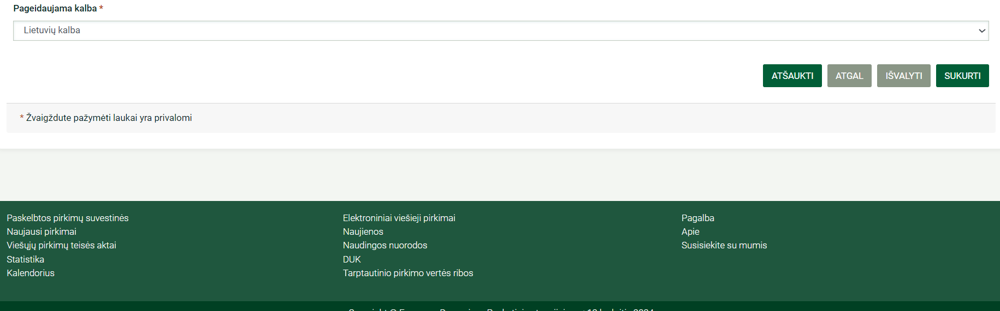 Pageidaujama kalba *
Lietuvių kalba
ATŠAUKTI ATGAL IŠVALYTI SUKURTI
* Žvaigždute pažymėti laukai yra privalomi
Paskelbtos pirkimų suvestinės
Naujausi pirkimai
Viešųjų pirkimų teisės aktai
Statistika
Kalendorius
Elektroniniai viešieji pirkimai
Naujienos
Naudingos nuorodos
DUK
Tarptautinio pirkimo vertės ribos
Pagalba
Apie
Susisiekite su mumis